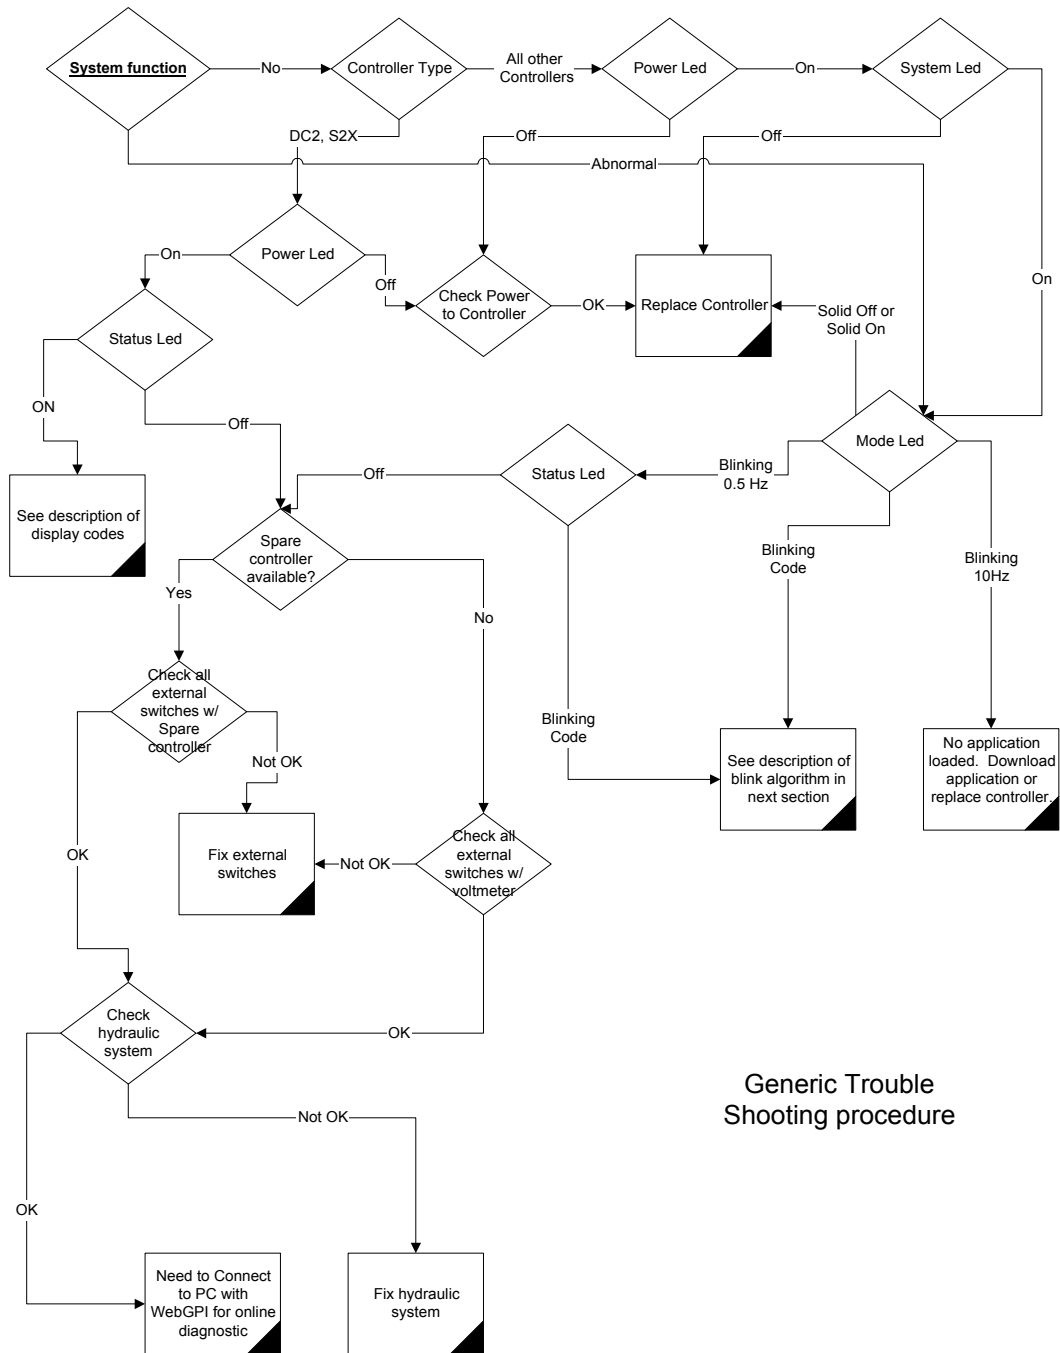 System function
No
Controller Type
All other
Controllers
Power Led
On
System Led
DC2, S2X
Off
Off
Abnormal
On
Power Led
On
Off
Check Power
to Controller
OK
Replace Controller
Solid Off or
Solid On
Status Led
ON
Off
See description of
display codes
Mode Led
Blinking
0.5 Hz
Status Led
Off
Blinking
Code
Blinking
10Hz
Spare
controller
available?
Yes
No
Check all
external
switches w/
Spare
controller
Not OK
OK
Blinking
Code
See description of
blink algorithm in
next section
No application
loaded.  Download
application or
replace controller.
Fix external
switches
Not OK
Check all
external
switches w/
voltmeter
OK
Check
hydraulic
system
Not OK
OK
Generic Trouble
Shooting procedure
Need to Connect
to PC with
WebGPI for online
diagnostic
Fix hydraulic
system